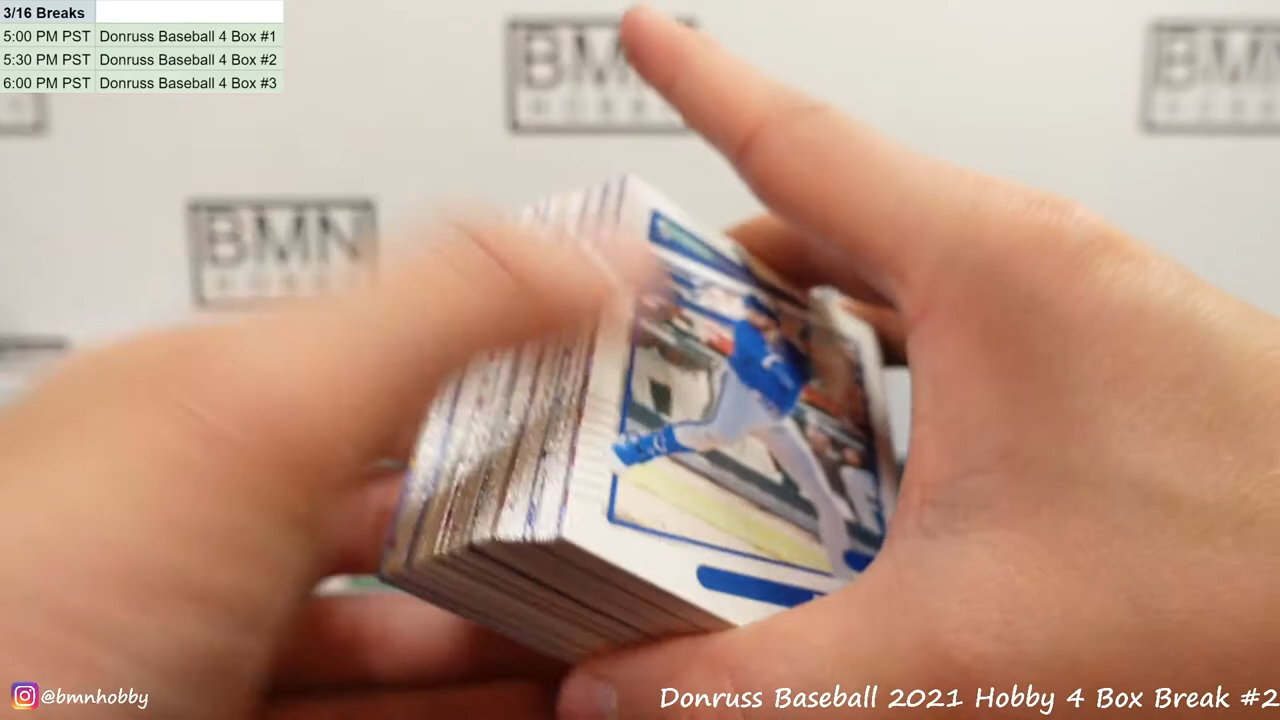 3/16 Breaks
5:00 PM PST Donruss Baseball 4 Box #1
5:30 PM PST Donruss Baseball 4 Box #2
6:00 PM PST Donruss Baseball 4 Box #3
BMN
BMN
@bmnhobby
Donruss Baseball 2021 Hobby 4 Box Break #2